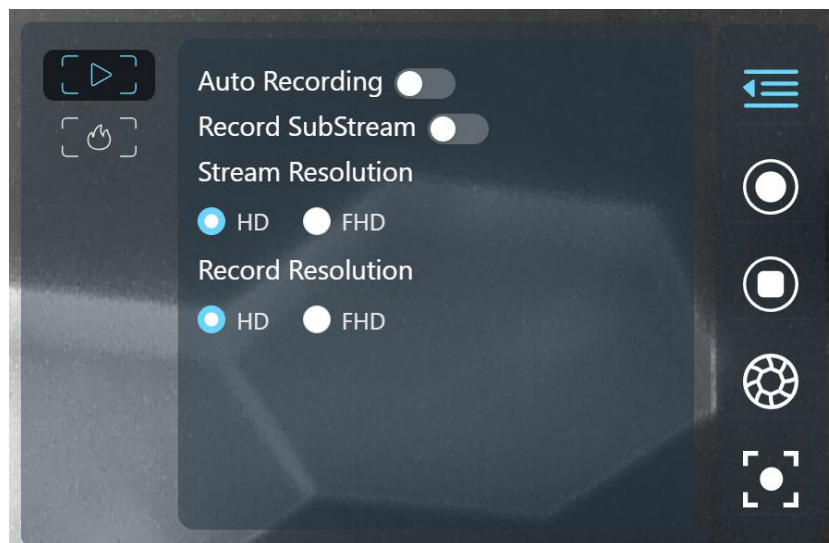 Auto Recording
Record SubStream
Stream Resolution
HD FHD
Record Resolution
HD FHD